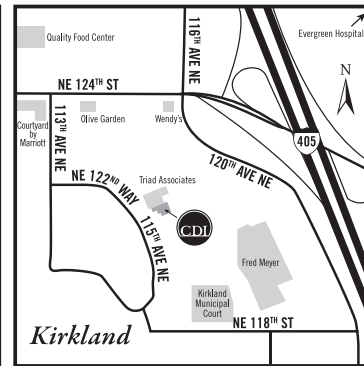 Quality Food Center
116TH AVE NE
Evergreen Hospital
NE 124TH ST
N
Courtyard
by
Marriott
113TH AVE NE
Olive Garden
Wendy's
405
120TH AVE NE
NE 122ND WAY
Triad Associates
115TH AVE NE
CDI
Fred Meyer
Kirkland
Municipal
Court
NE 118TH ST
Kirkland